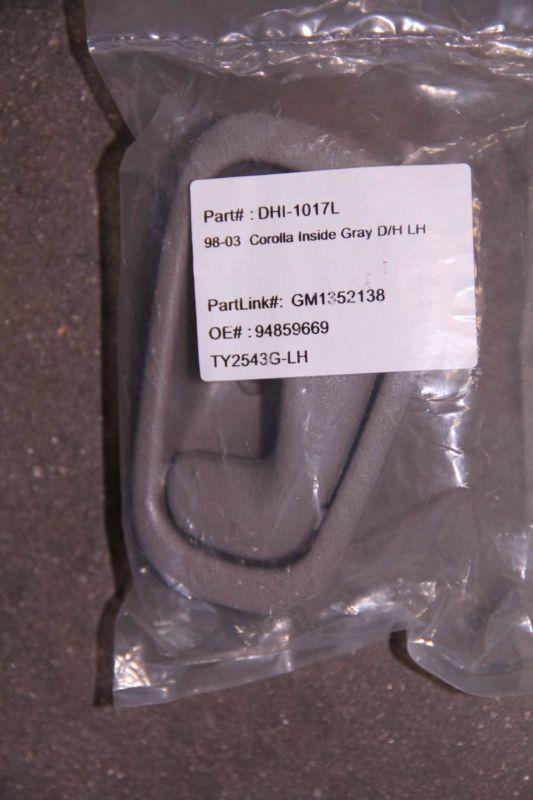 Part# : DHI-1017L
98-03 Corolla Inside Gray D/H LH
PartLink#: GM1352138
OE# : 94859669
TY2543G-LH